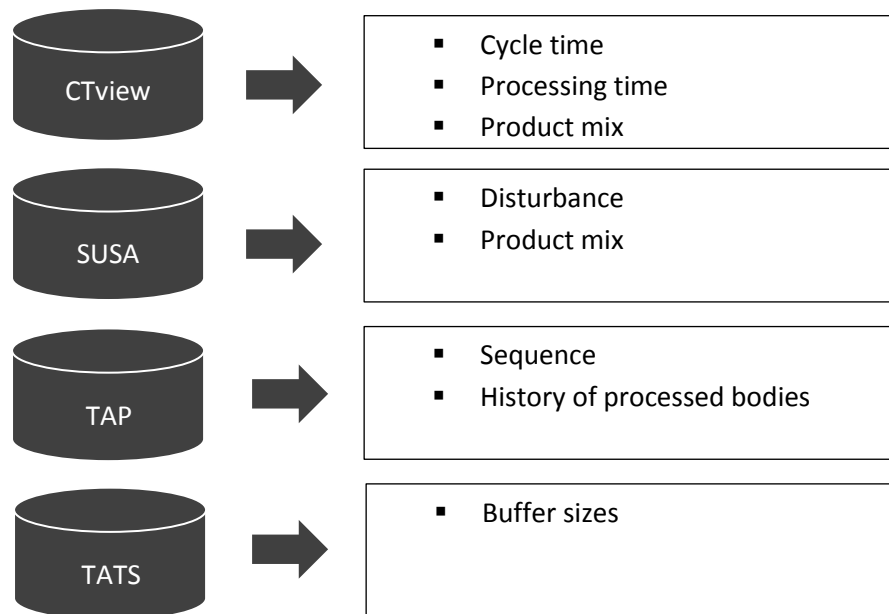 CTview
▪ Cycle time
▪ Processing time
▪ Product mix
SUSA
▪ Disturbance
▪ Product mix
TAP
▪ Sequence
▪ History of processed bodies
TATS
▪ Buffer sizes